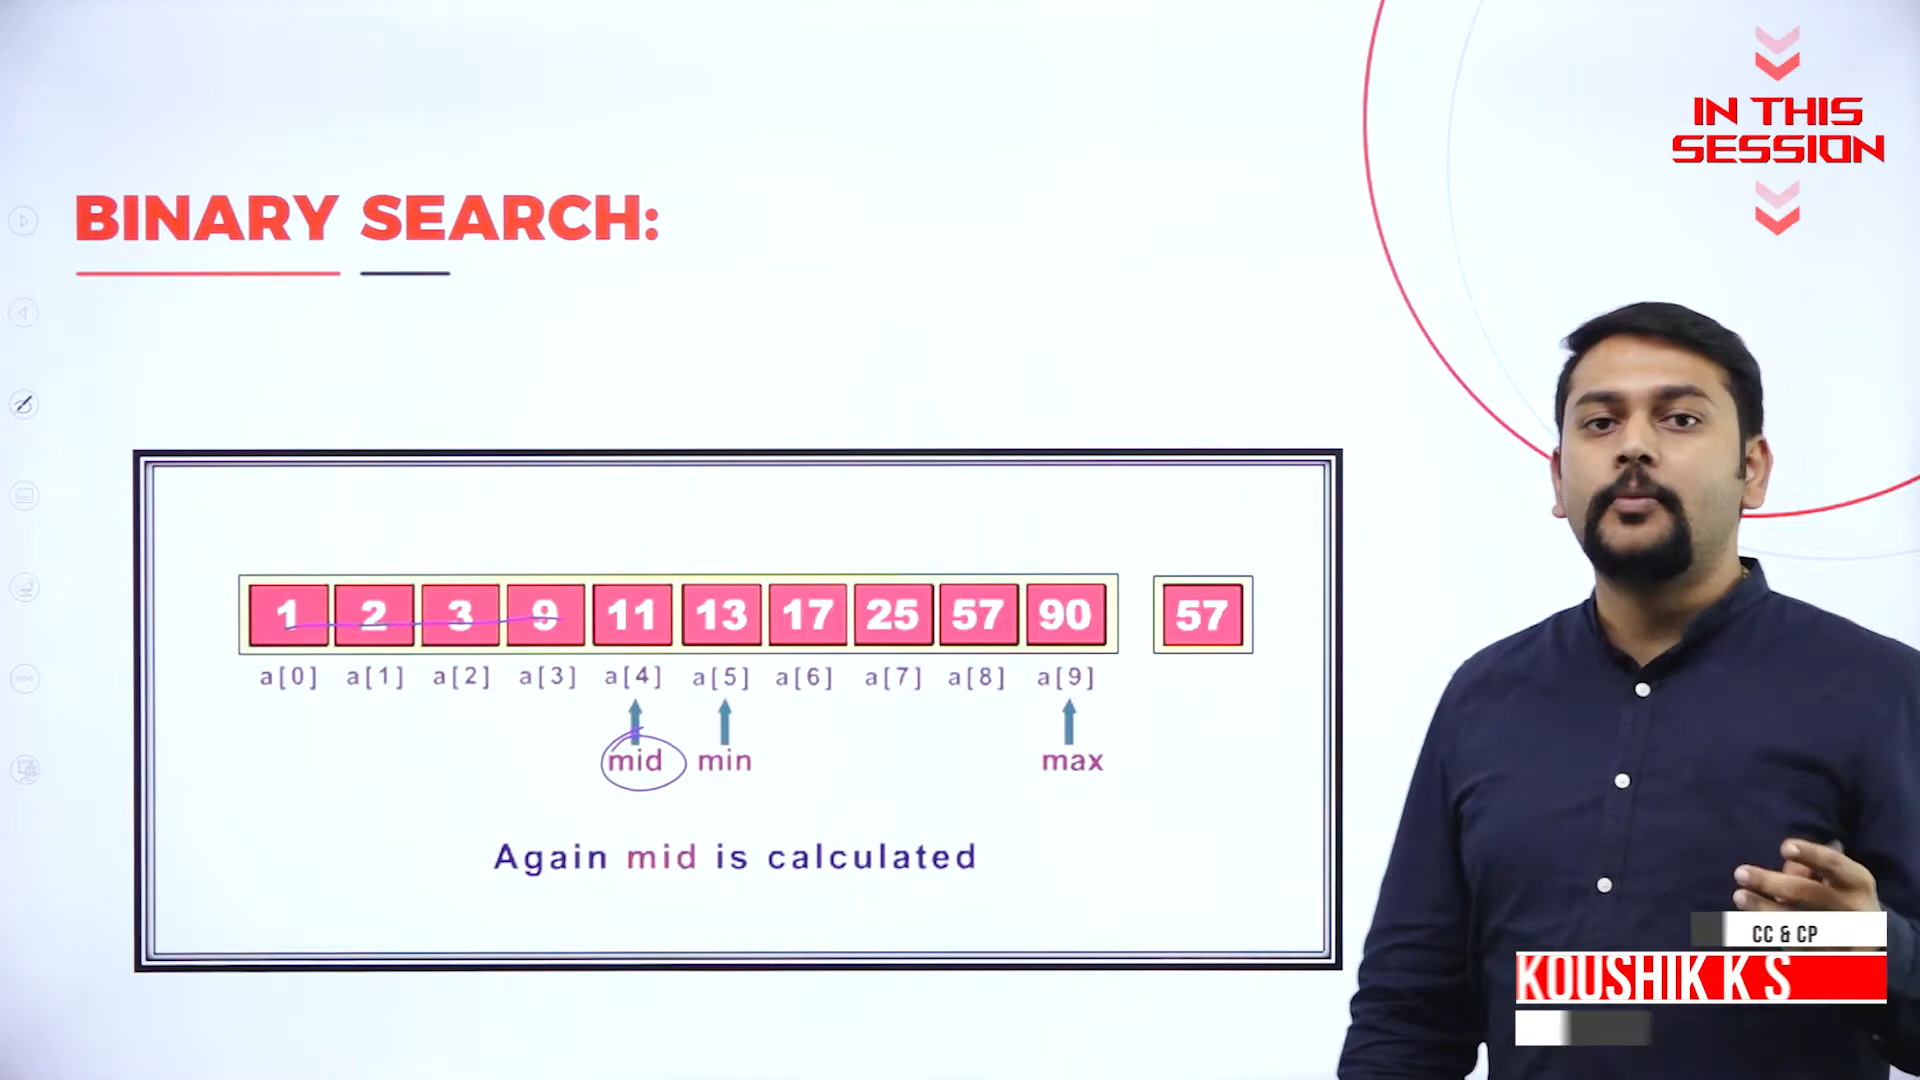 IN THIS
SESSION
BINARY SEARCH:
1 2 3 9 11 13 17 25 57 90 57
a[0] a[1] a[2] a[3] a[4] a[5] a[6] a[7] a[8] a[9]
mid min max
Again mid is calculated
CC & CP
KOUSHIK K S